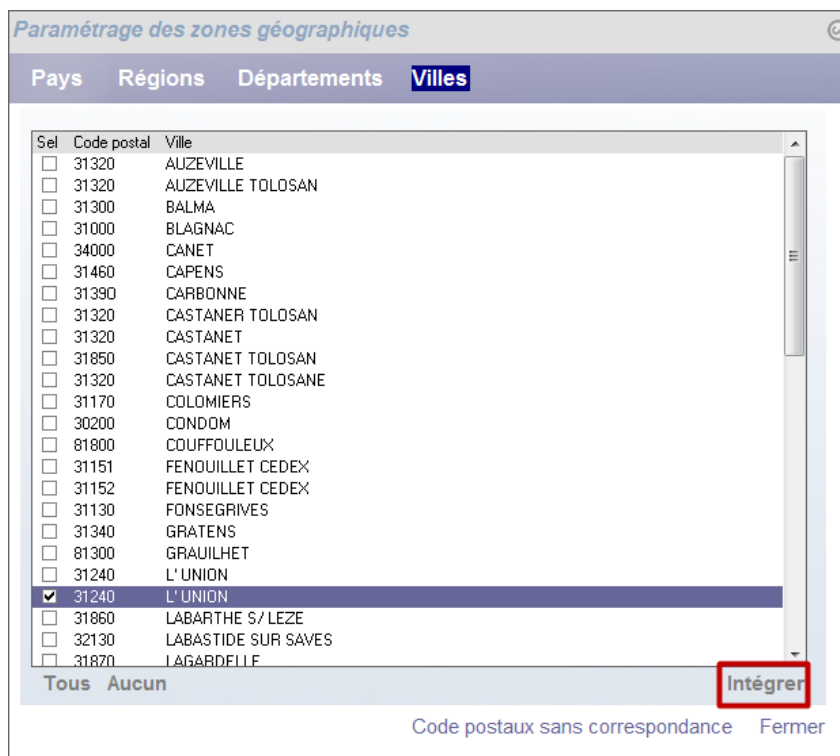 Paramétrage des zones géographiques
Pays Régions Départements Villes
Sel Code postal Ville
31320 AUZEVILLE
31320 AUZEVILLE TOLOSAN
31300 BALMA
31000 BLAGNAC
34000 CANET
31460 CAPENS
31390 CARBONNE
31320 CASTANER TOLOSAN
31320 CASTANET
31850 CASTANET TOLOSAN
31320 CASTANET TOLOSANE
31170 COLOMIERS
30200 CONDOM
81800 COUFFOULEUX
31151 FENOUILLET CEDEX
31152 FENOUILLET CEDEX
31130 FONSEGRIVES
31340 GRATENS
81300 GRAUILHET
31240 L' UNION
31240 L' UNION
31860 LABARTHE S/ LEZE
32130 LABASTIDE SUR SAVES
31870 LAGARDELLE
Tous Aucun Intégrer
Code postaux sans correspondance Fermer